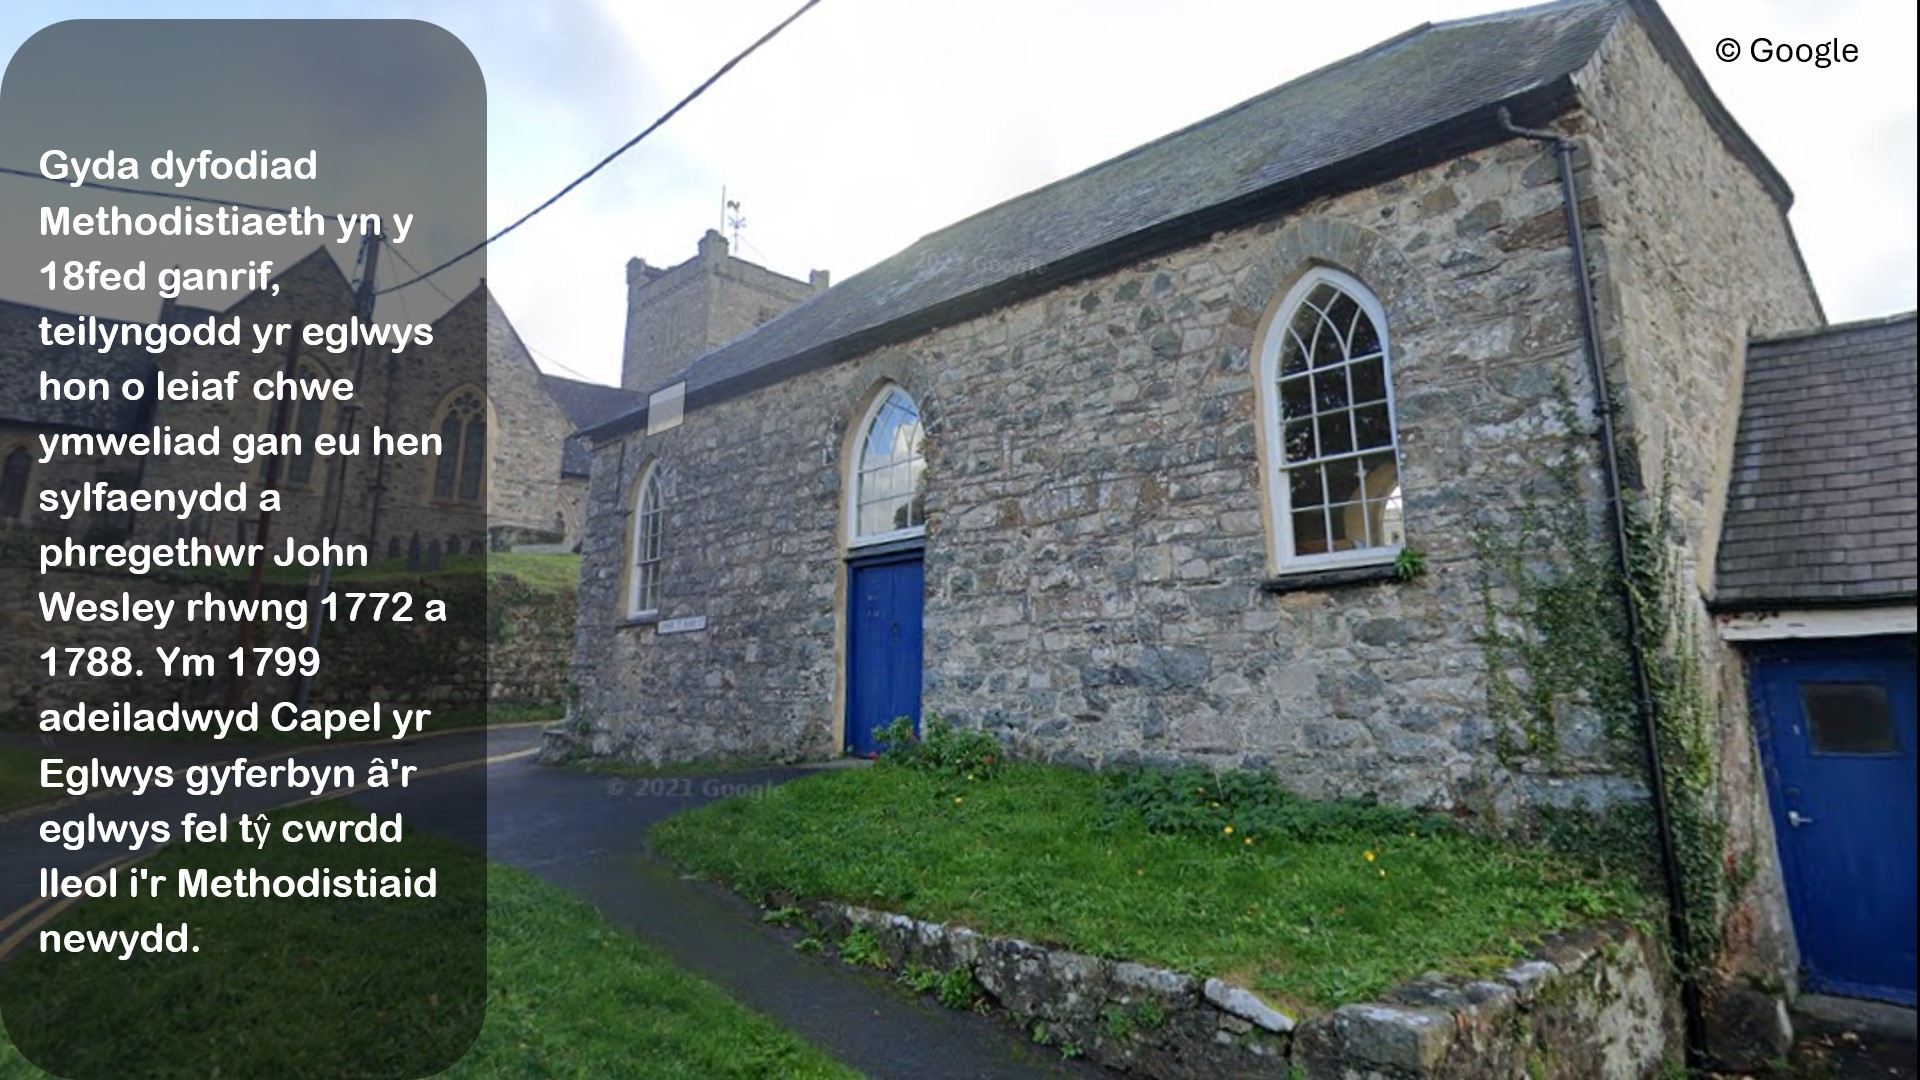 Gyda dyfodiad
Methodistiaeth yn y
18fed ganrif,
teilyngodd yr eglwys
hon o leiaf chwe
ymweliad gan eu hen
sylfaenydd a
phregethwr John
Wesley rhwng 1772 a
1788. Ym 1799
adeiladwyd Capel yr
Eglwys gyferbyn â'r
eglwys fel tŷ cwrdd
lleol i'r Methodistiaid
newydd.
© Google
© 2021 Google